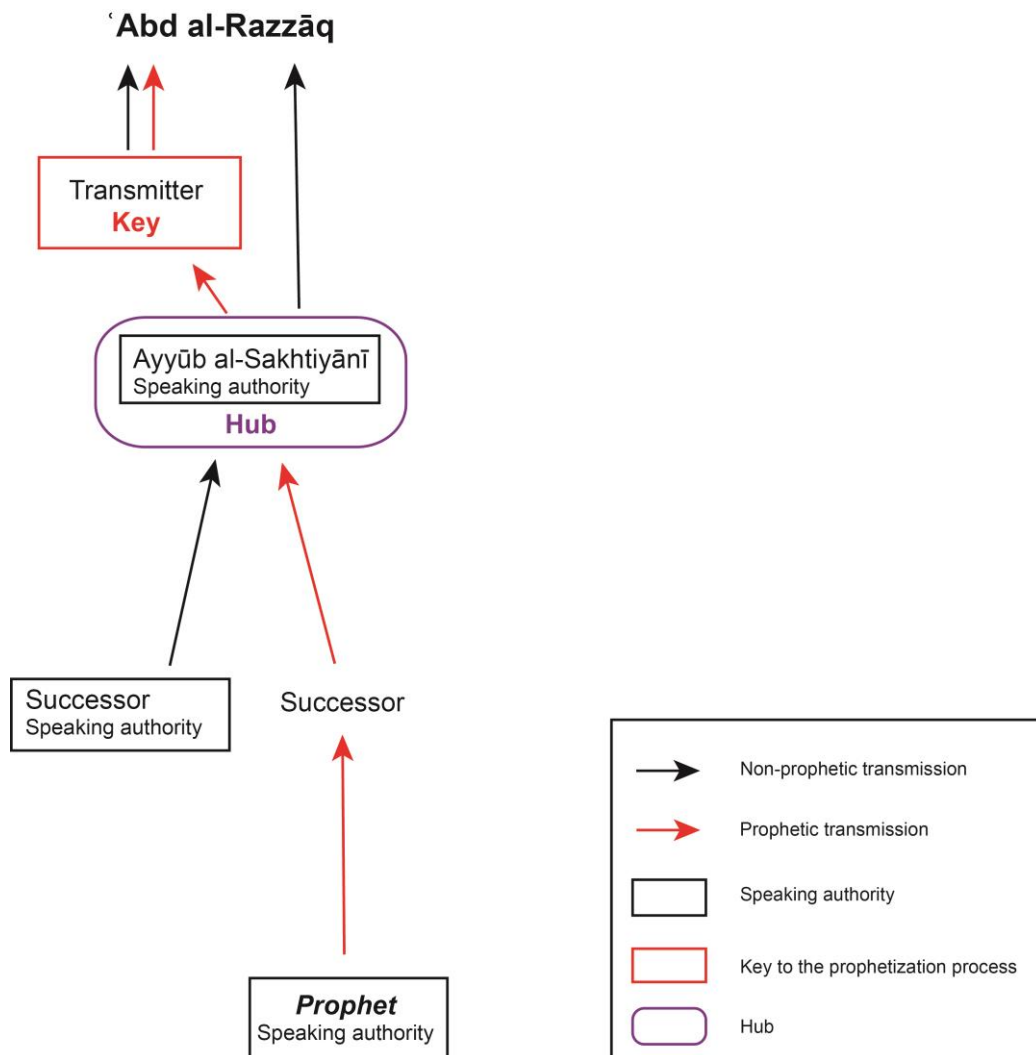 ʿAbd al-Razzāq
Transmitter
Key
Ayyūb al-Sakhtiyānī
Speaking authority
Hub
Successor
Speaking authority
Successor
Prophet
Speaking authority
Non-prophetic transmission
Prophetic transmission
Speaking authority
Key to the prophetization process
Hub